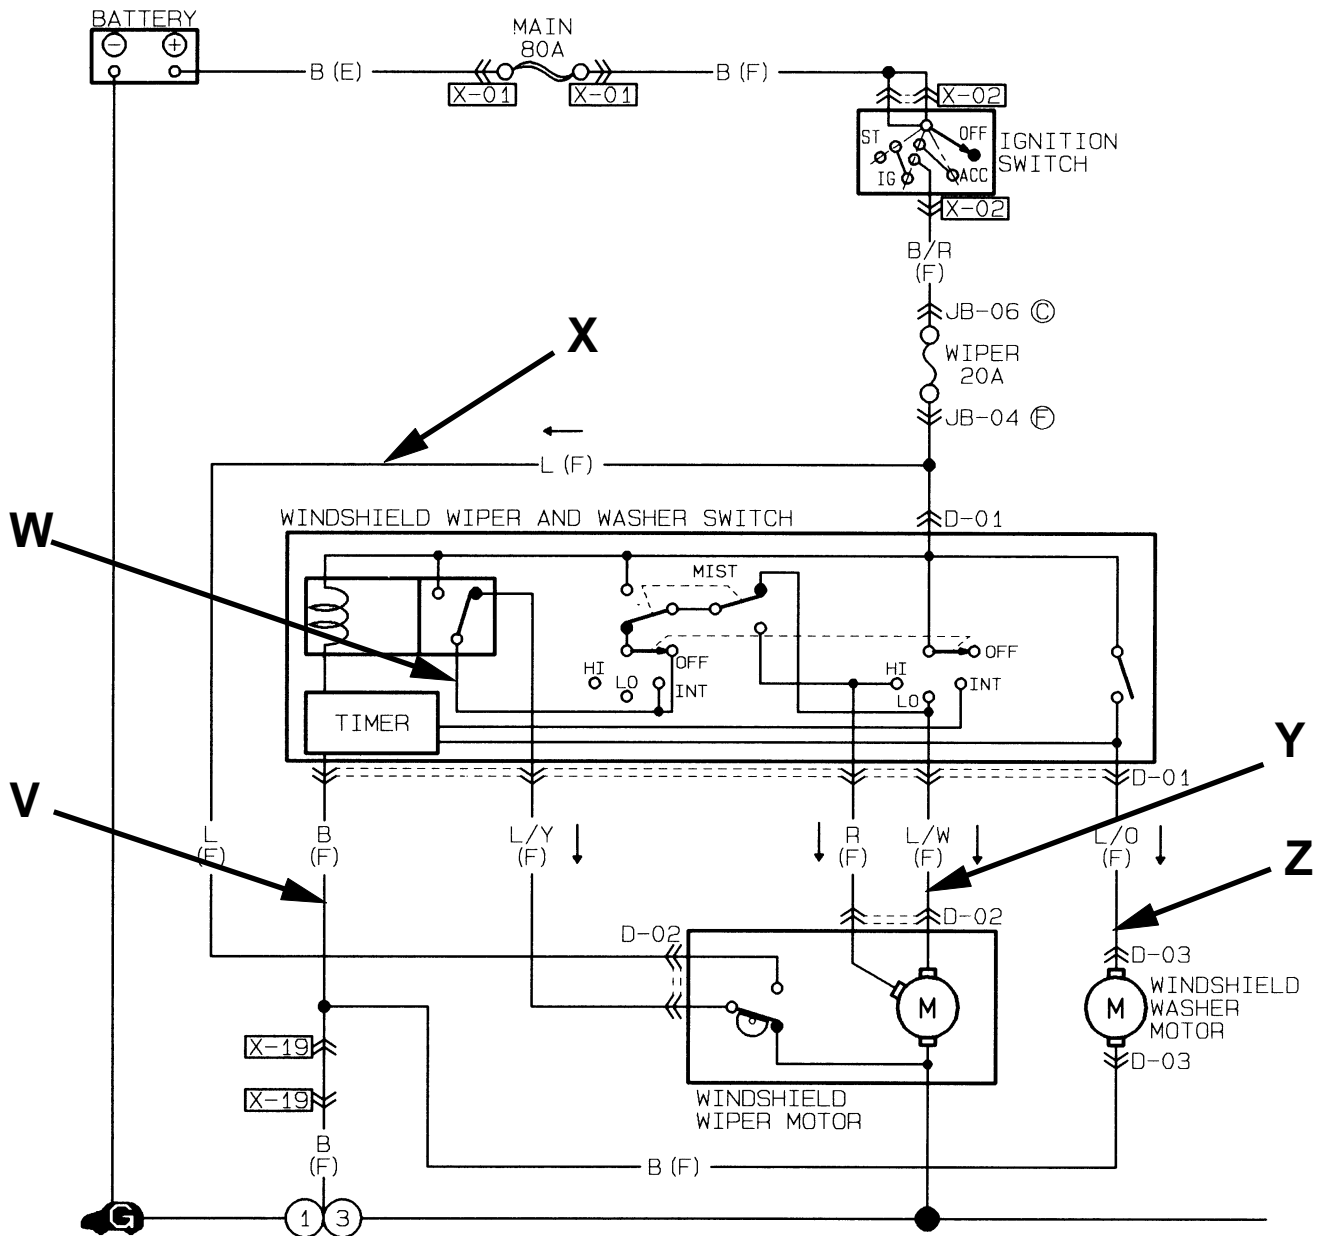 BATTERY
− +
MAIN
80A
B (E)
B (F)
X-01
X-01
X-02
ST
OFF
IGNITION
SWITCH
IG
ACC
X-02
B/R
(F)
JB-06 C
X
WIPER
20A
JB-04 F
L (F)
W
WINDSHIELD WIPER AND WASHER SWITCH
D-01
MIST
HI
OFF
LO
INT
HI
OFF
LO
INT
TIMER
Y
V
D-01
L
(F)
B
(F)
L/Y
(F)
R
(F)
L/W
(F)
L/O
(F)
Z
D-02
D-02
D-03
M
M
WINDSHIELD
WASHER
MOTOR
X-19
D-03
X-19
WINDSHIELD
WIPER MOTOR
B
(F)
B (F)
G
1 3